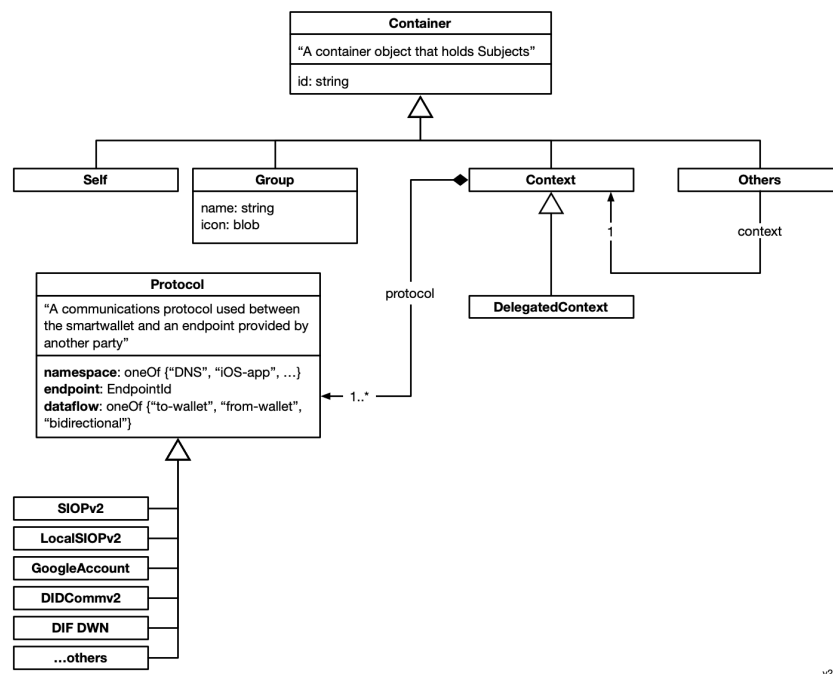 Container
“A container object that holds Subjects”
id: string
Self
Group
name: string
icon: blob
Context
Others
1
context
protocol
DelegatedContext
Protocol
“A communications protocol used between
the smartwallet and an endpoint provided by
another party”
namespace: oneOf {“DNS”, “iOS-app”, …}
endpoint: EndpointId
dataflow: oneOf {“to-wallet”, “from-wallet”,
“bidirectional”}
1..*
SIOPv2
LocalSIOPv2
GoogleAccount
DIDCommv2
DIF DWN
…others